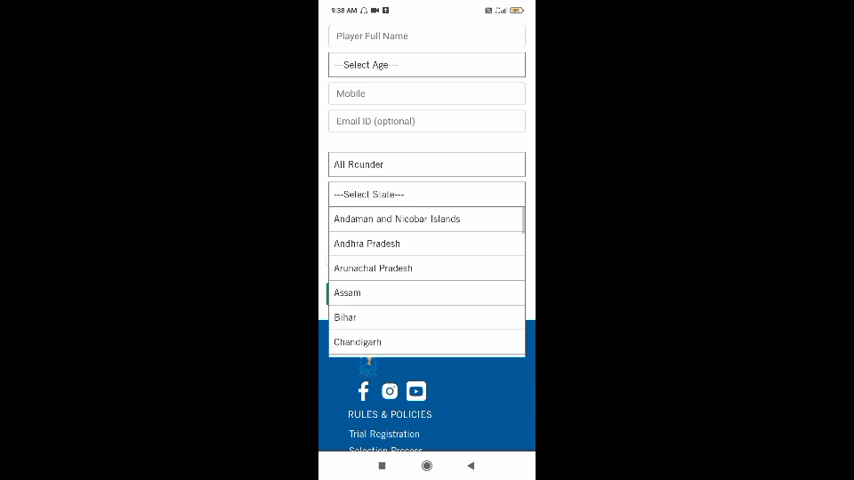 9:38 AM
Player Full Name
---Select Age---
Mobile
Email ID (optional)
All Rounder
---Select State---
Andaman and Nicobar Islands
Andhra Pradesh
Arunachal Pradesh
Assam
Bihar
Chandigarh
RULES & POLICIES
Trial Registration
Selection Process